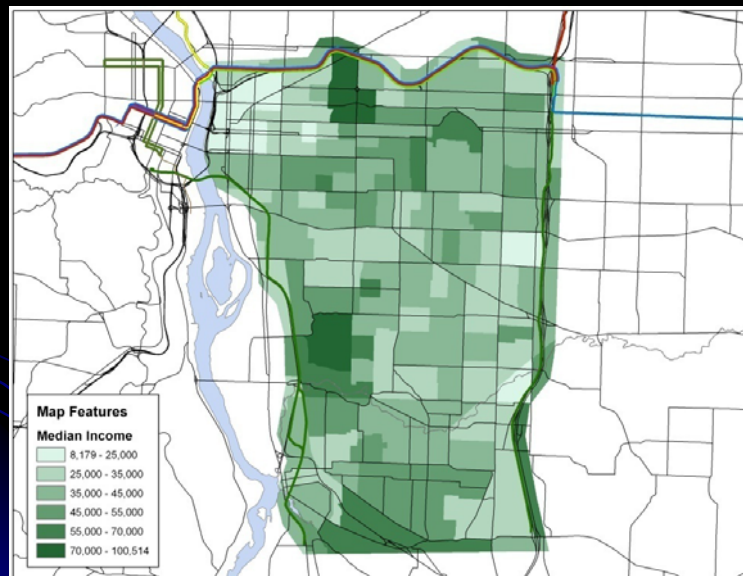 Map Features
Median Income
8,179 - 25,000
25,000 - 35,000
35,000 - 45,000
45,000 - 55,000
55,000 - 70,000
70,000 - 100,514